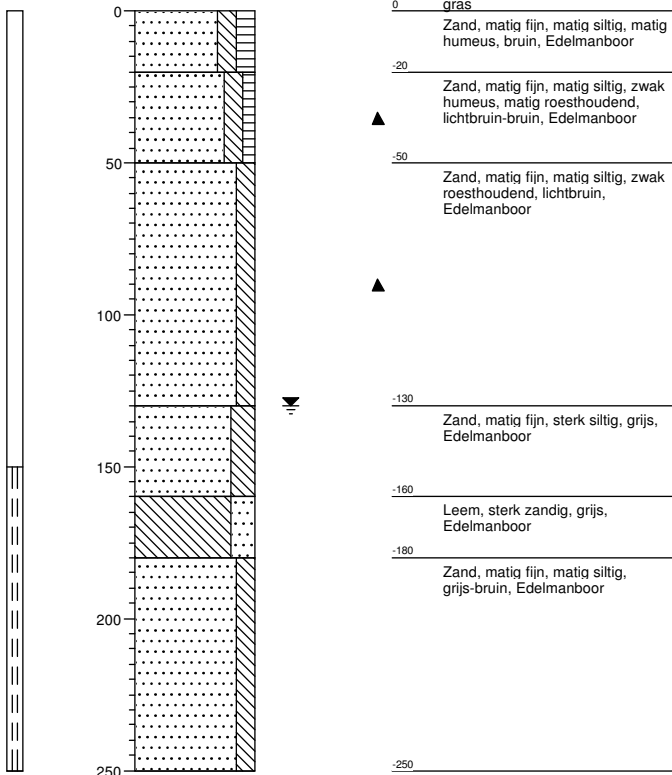 0
50
100
150
200
250
0
gras
Zand, matig fijn, matig siltig, matig
humeus, bruin, Edelmanboor
-20
Zand, matig fijn, matig siltig, zwak
humeus, matig roesthoudend,
lichtbruin-bruin, Edelmanboor
-50
Zand, matig fijn, matig siltig, zwak
roesthoudend, lichtbruin,
Edelmanboor
-130
Zand, matig fijn, sterk siltig, grijs,
Edelmanboor
-160
Leem, sterk zandig, grijs,
Edelmanboor
-180
Zand, matig fijn, matig siltig,
grijs-bruin, Edelmanboor
-250